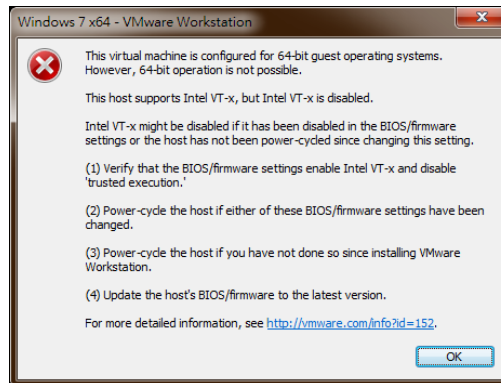 Windows 7 x64 - VMware Workstation
This virtual machine is configured for 64-bit guest operating systems.
However, 64-bit operation is not possible.
This host supports Intel VT-x, but Intel VT-x is disabled.
Intel VT-x might be disabled if it has been disabled in the BIOS/firmware
settings or the host has not been power-cycled since changing this setting.
(1) Verify that the BIOS/firmware settings enable Intel VT-x and disable
'trusted execution.'
(2) Power-cycle the host if either of these BIOS/firmware settings have been
changed.
(3) Power-cycle the host if you have not done so since installing VMware
Workstation.
(4) Update the host's BIOS/firmware to the latest version.
For more detailed information, see http://vmware.com/info?id=152.
OK